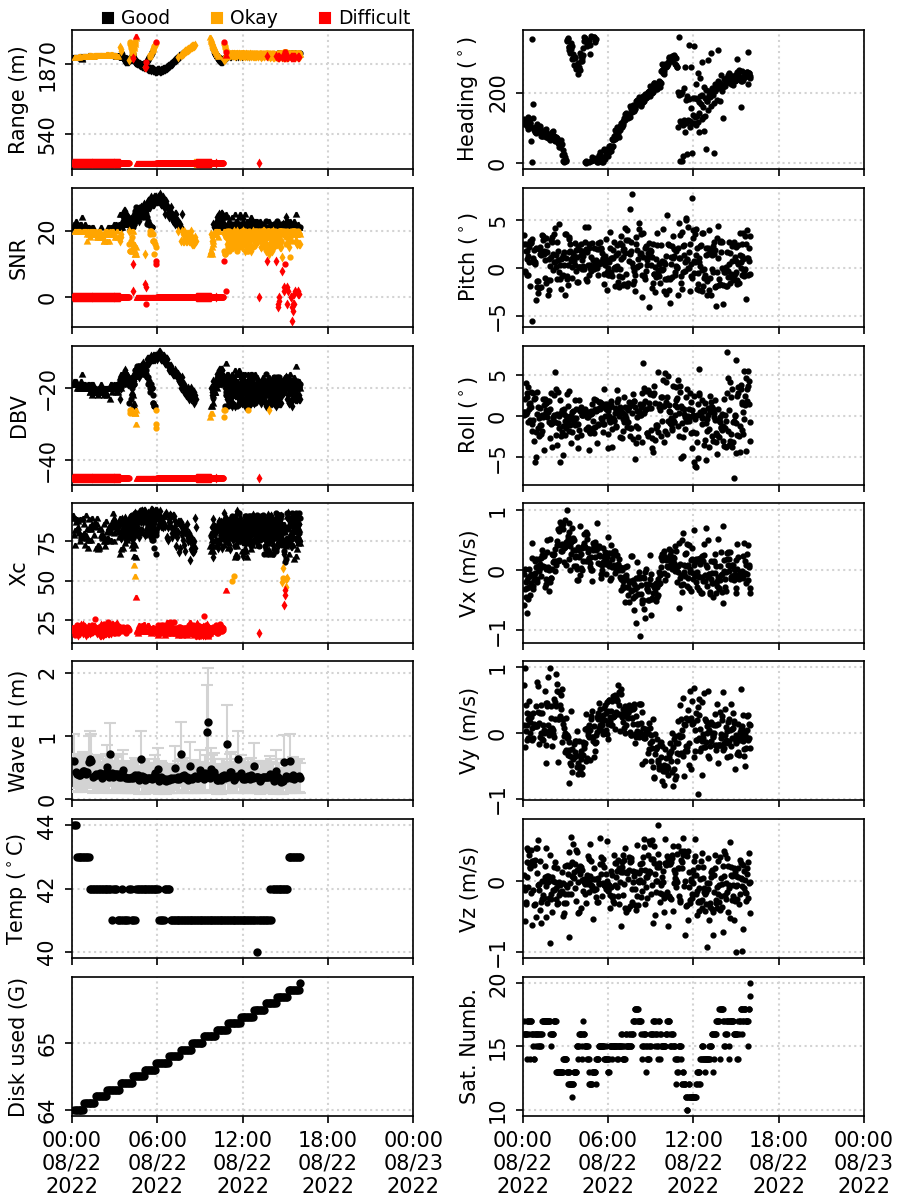 Good Okay Difficult
Range (m)
1870
540
Heading (°)
200
0
SNR
20
0
Pitch (°)
5
0
−5
DBV
−20
−40
Roll (°)
5
0
−5
Xc
75
50
25
Vx (m/s)
1
0
−1
Wave H (m)
2
1
0
Vy (m/s)
1
0
−1
Temp (°C)
44
42
40
Vz (m/s)
0
−1
Disk used (G)
65
64
Sat. Numb.
20
15
10
00:00 06:00 12:00 18:00 00:00
08/22 08/22 08/22 08/22 08/23
2022 2022 2022 2022 2022
00:00 06:00 12:00 18:00 00:00
08/22 08/22 08/22 08/22 08/23
2022 2022 2022 2022 2022